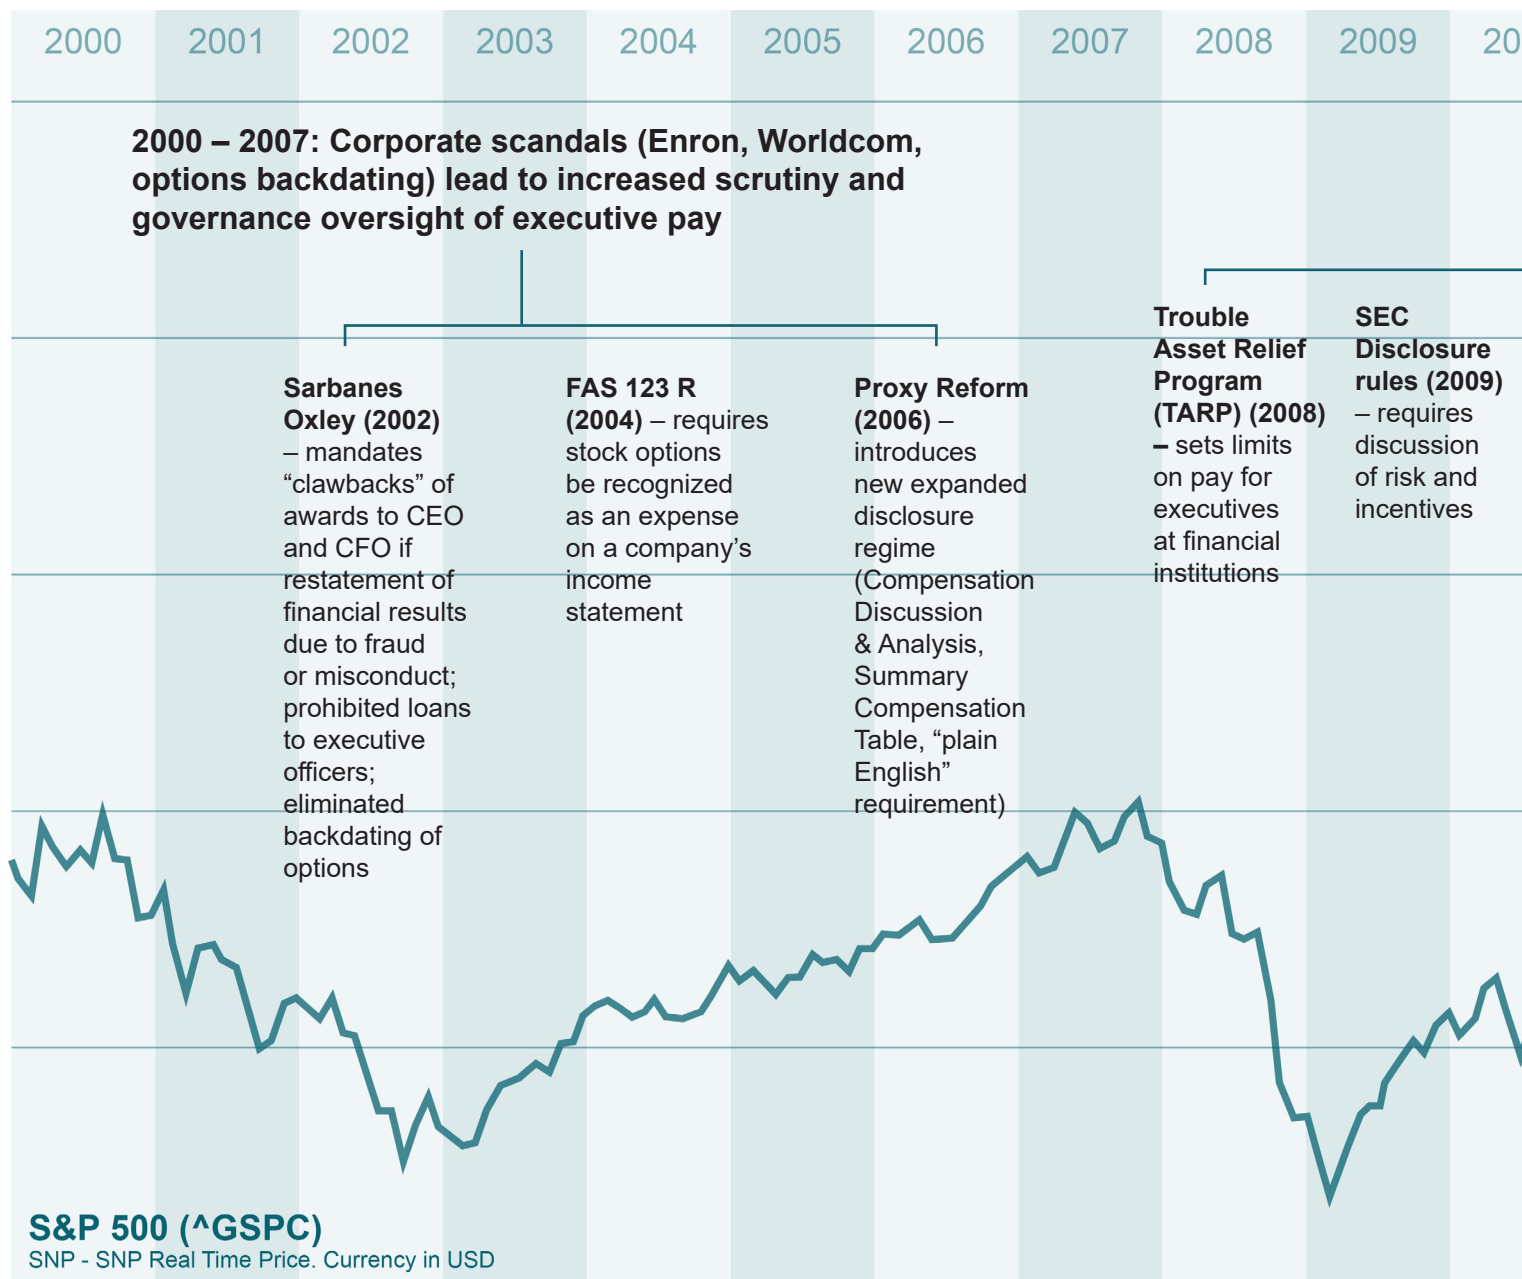 2000 2001 2002 2003 2004 2005 2006 2007 2008 2009 20
2000 – 2007: Corporate scandals (Enron, Worldcom,
options backdating) lead to increased scrutiny and
governance oversight of executive pay
Sarbanes
Oxley (2002)
– mandates
“clawbacks” of
awards to CEO
and CFO if
restatement of
financial results
due to fraud
or misconduct;
prohibited loans
to executive
officers;
eliminated
backdating of
options
FAS 123 R
(2004) – requires
stock options
be recognized
as an expense
on a company’s
income
statement
Proxy Reform
(2006) –
introduces
new expanded
disclosure
regime
(Compensation
Discussion
& Analysis,
Summary
Compensation
Table, “plain
English”
requirement)
Trouble
Asset Relief
Program
(TARP) (2008)
– sets limits
on pay for
executives
at financial
institutions
SEC
Disclosure
rules (2009)
– requires
discussion
of risk and
incentives
S&P 500 (^GSPC)
SNP - SNP Real Time Price. Currency in USD